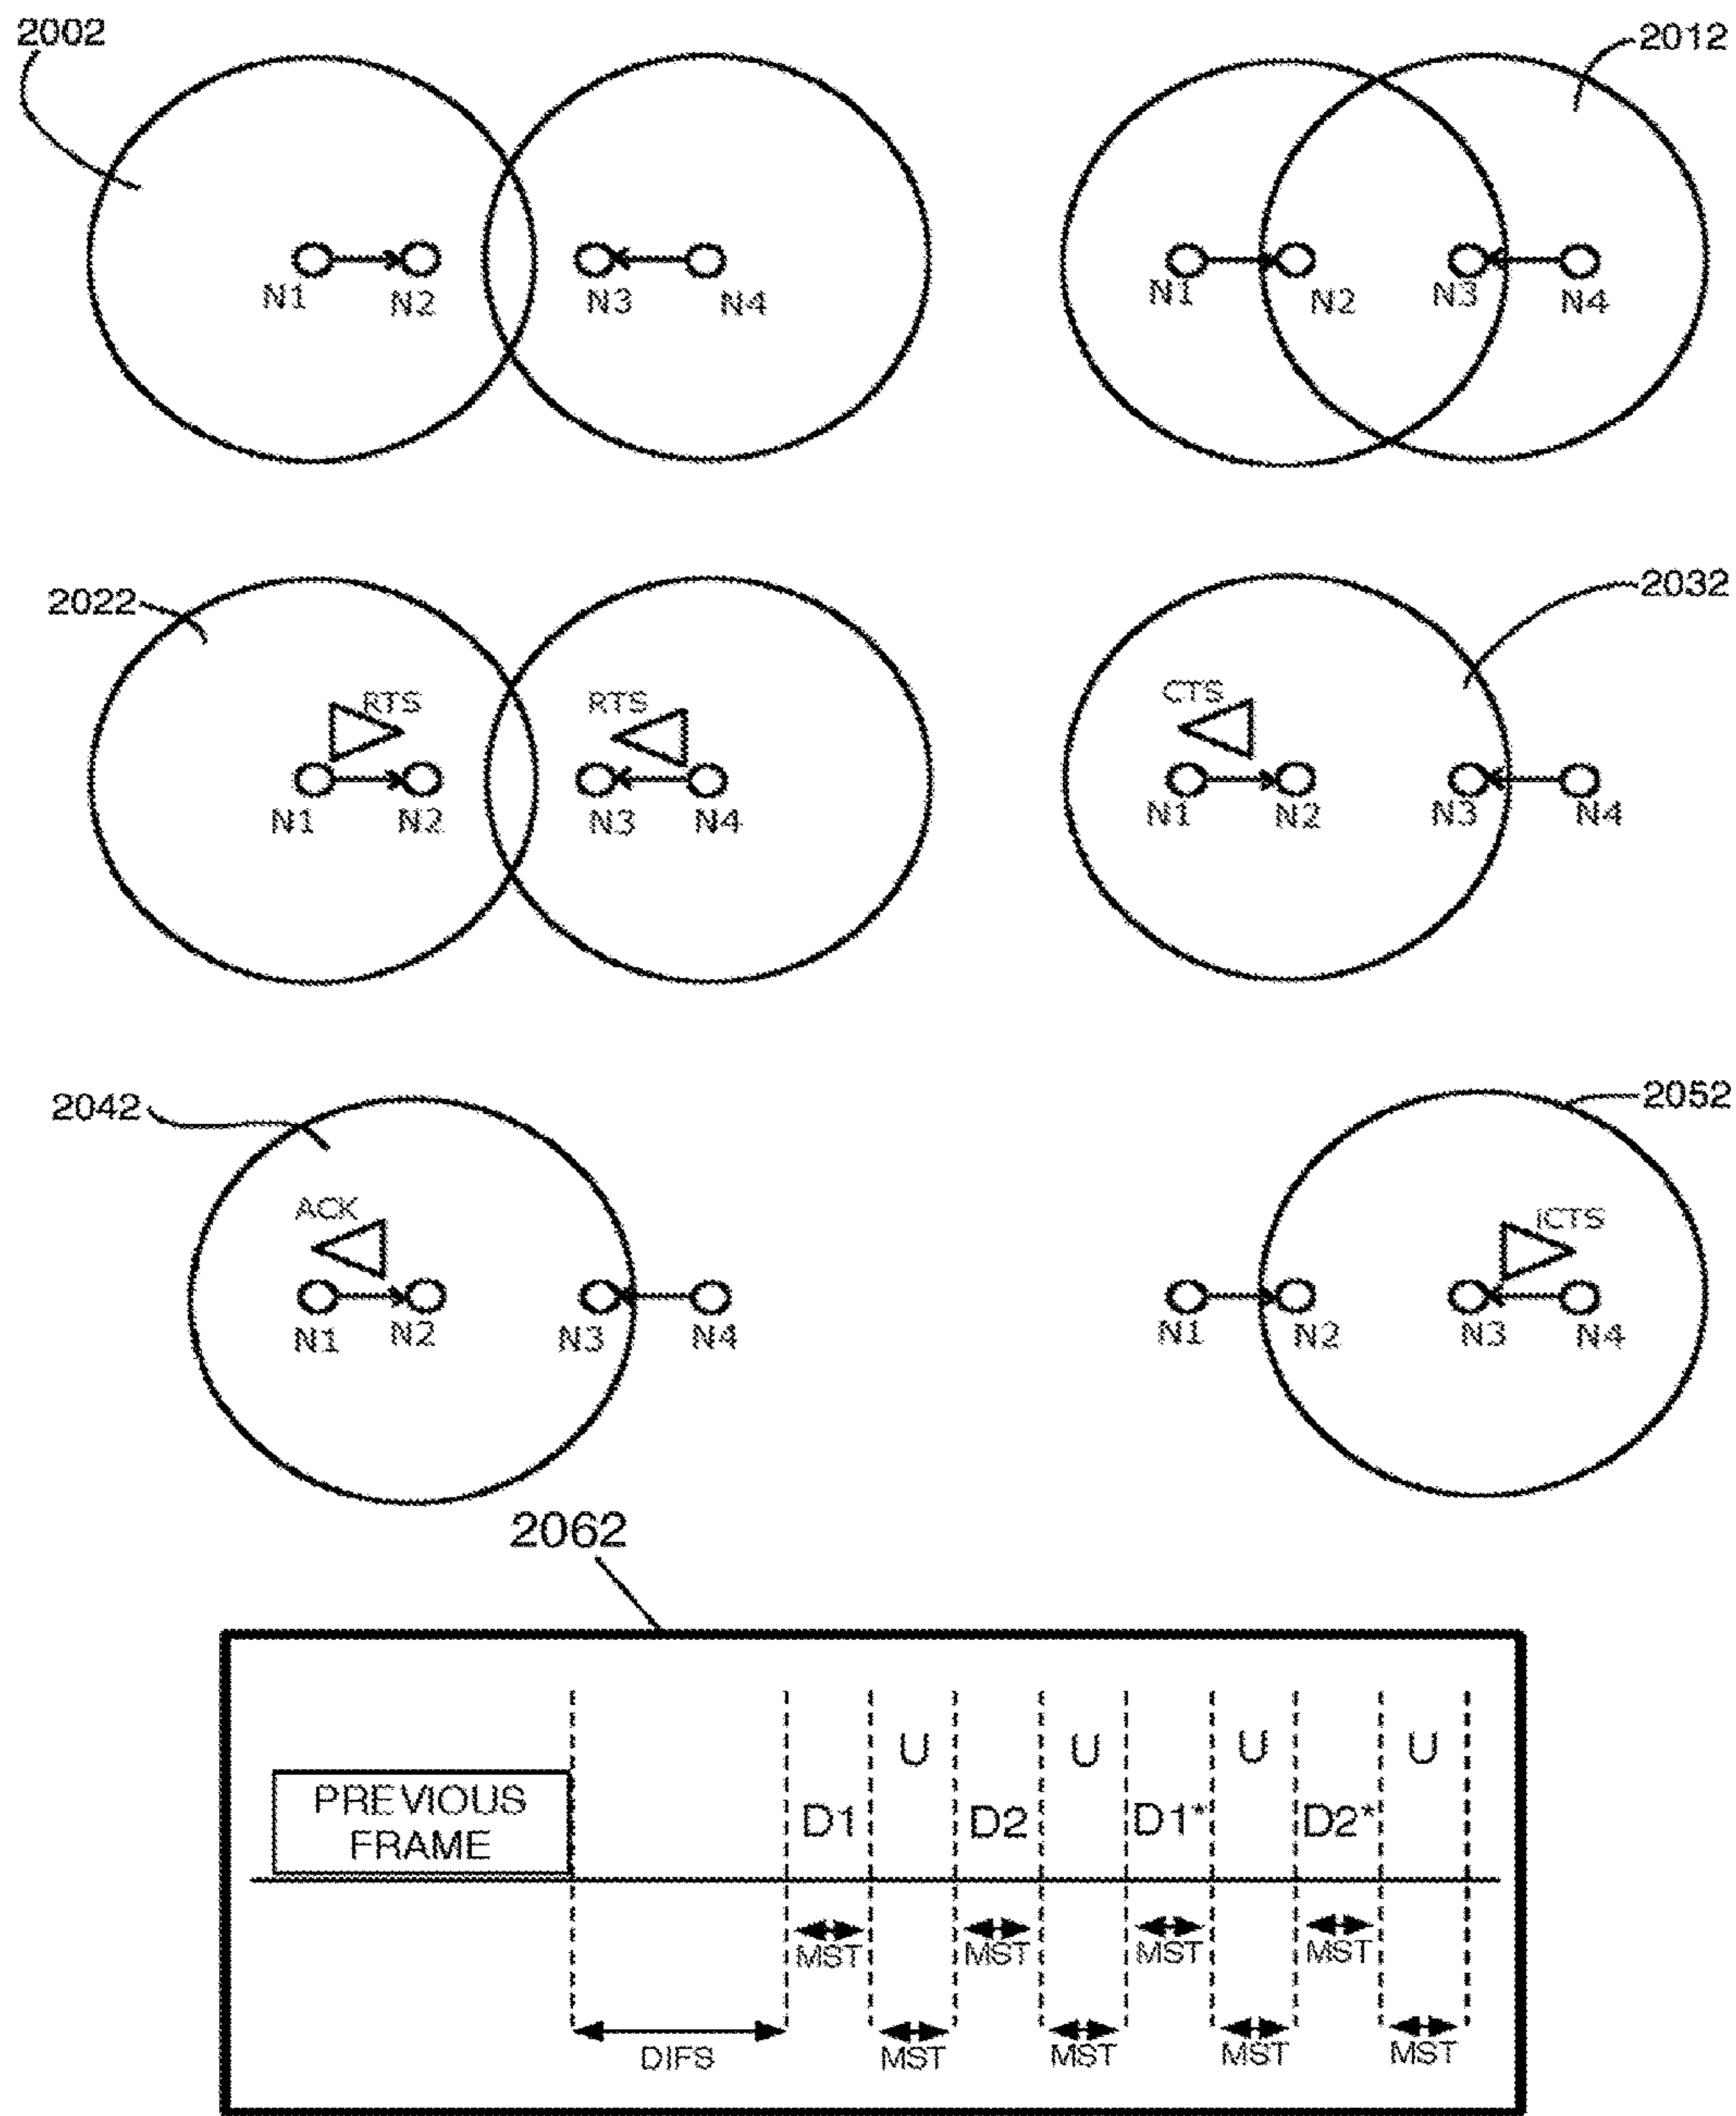 2002
2012
N1
N2
N3
N4
N1
N2
N3
N4
2022
2032
RTS
RTS
CTS
N1
N2
N3
N4
N1
N2
N3
N4
2042
2052
ACK
iCTS
N1
N2
N3
N4
N1
N2
N3
N4
2062
U
U
U
U
PREVIOUS
FRAME
D1
D2
D1*
D2*
MST
MST
MST
MST
DIFS
MST
MST
MST
MST